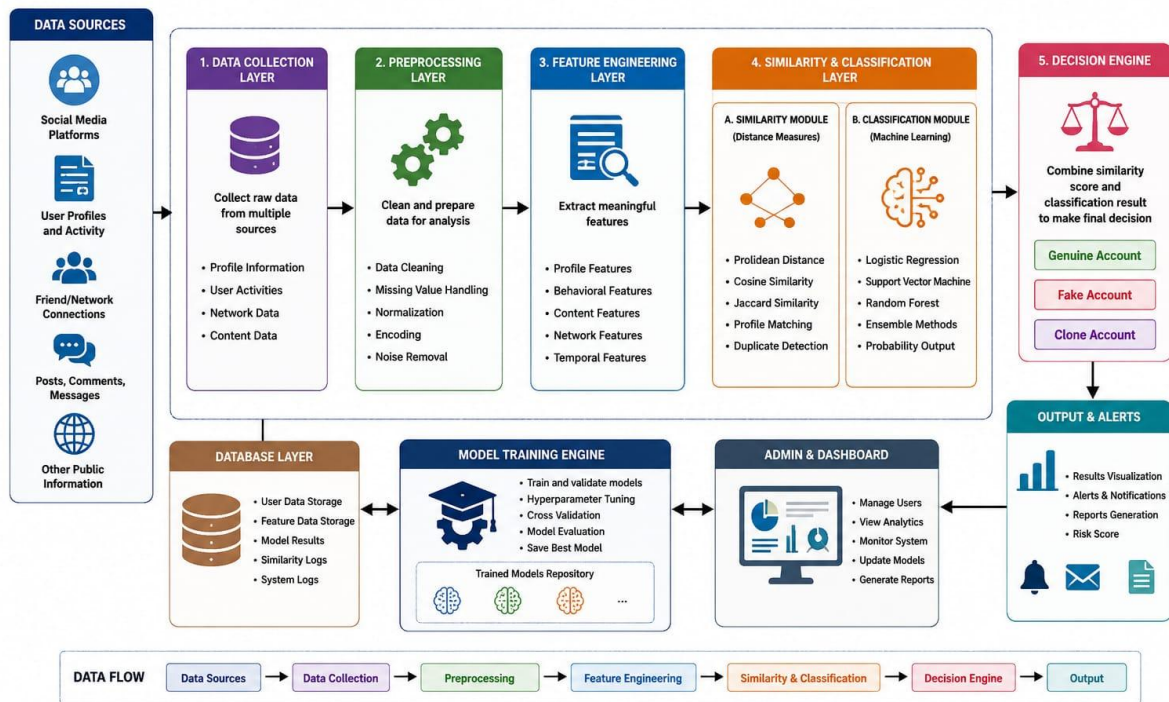 DATA SOURCES
Social Media
Platforms
User Profiles
and Activity
Friend/Network
Connections
Posts, Comments,
Messages
Other Public
Information
1. DATA COLLECTION
LAYER
Collect raw data
from multiple
sources
• Profile Information
• User Activities
• Network Data
• Content Data
2. PREPROCESSING
LAYER
Clean and prepare
data for analysis
• Data Cleaning
• Missing Value Handling
• Normalization
• Encoding
• Noise Removal
3. FEATURE ENGINEERING
LAYER
Extract meaningful
features
• Profile Features
• Behavioral Features
• Content Features
• Network Features
• Temporal Features
4. SIMILARITY & CLASSIFICATION
LAYER
A. SIMILARITY MODULE
(Distance Measures)
• Prolidean Distance
• Cosine Similarity
• Jaccard Similarity
• Profile Matching
• Duplicate Detection
B. CLASSIFICATION MODULE
(Machine Learning)
• Logistic Regression
• Support Vector Machine
• Random Forest
• Ensemble Methods
• Probability Output
5. DECISION ENGINE
Combine similarity
score and
classification result
to make final decision
Genuine Account
Fake Account
Clone Account
DATABASE LAYER
• User Data Storage
• Feature Data Storage
• Model Results
• Similarity Logs
• System Logs
MODEL TRAINING ENGINE
• Train and validate models
• Hyperparameter Tuning
• Cross Validation
• Model Evaluation
• Save Best Model
Trained Models Repository
...
ADMIN & DASHBOARD
• Manage Users
• View Analytics
• Monitor System
• Update Models
• Generate Reports
OUTPUT & ALERTS
• Results Visualization
• Alerts & Notifications
• Reports Generation
• Risk Score
DATA FLOW
Data Sources
Data Collection
Preprocessing
Feature Engineering
Similarity & Classification
Decision Engine
Output